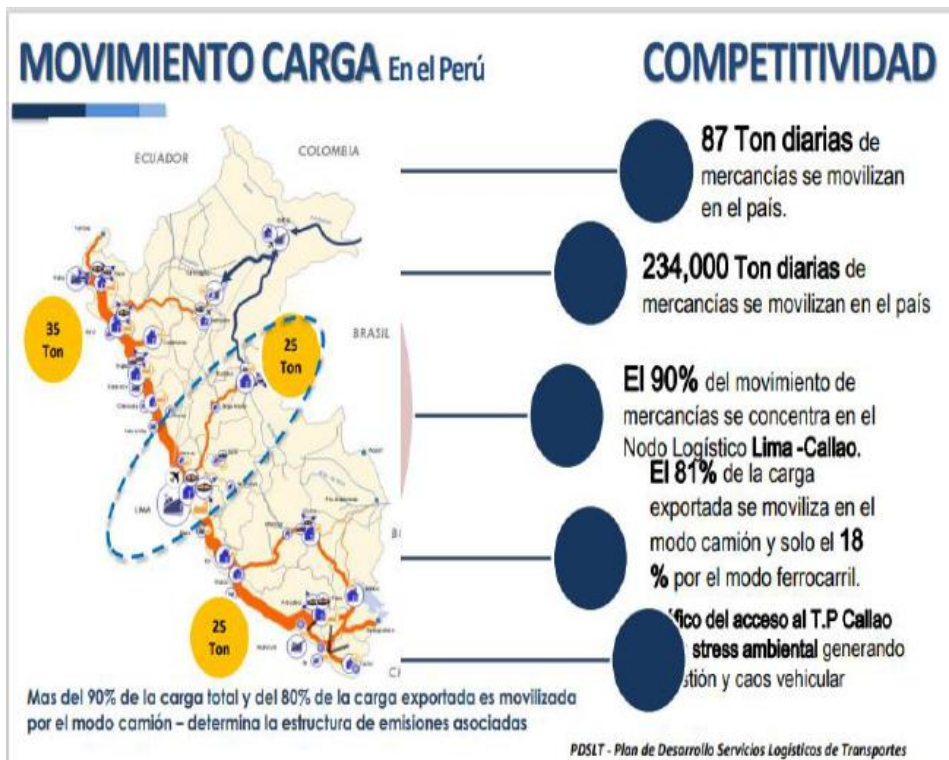 MOVIMIENTO CARGA En el Perú
COMPETITIVIDAD
ECUADOR
COLOMBIA
BRASIL
LIMA
35
Ton
25
Ton
25
Ton
87 Ton diarias de
mercancías se movilizan
en el país.
234,000 Ton diarias de
mercancías se movilizan en el país
El 90% del movimiento de
mercancías se concentra en el
Nodo Logístico Lima -Callao.
El 81% de la carga
exportada se moviliza en el
modo camión y solo el 18
% por el modo ferrocarril.
fico del acceso al T.P Callao
stress ambiental generando
stión y caos vehicular
Mas del 90% de la carga total y del 80% de la carga exportada es movilizada
por el modo camión – determina la estructura de emisiones asociadas
PDSLT - Plan de Desarrollo Servicios Logísticos de Transportes